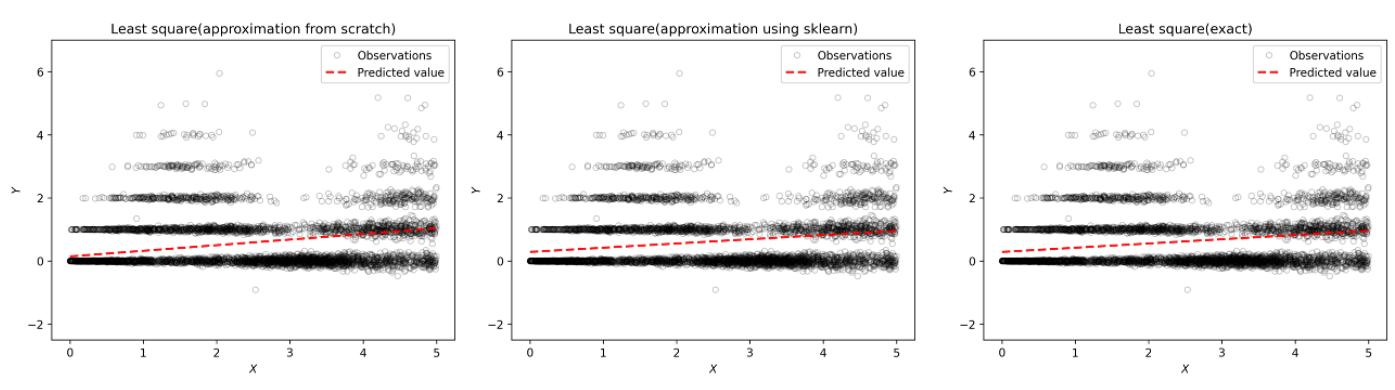 Least square(approximation from scratch)
Observations
Predicted value
6
4
2
0
−2
Y
0 1 2 3 4 5
X
Least square(approximation using sklearn)
Observations
Predicted value
6
4
2
0
−2
Y
0 1 2 3 4 5
X
Least square(exact)
Observations
Predicted value
6
4
2
0
−2
Y
0 1 2 3 4 5
X